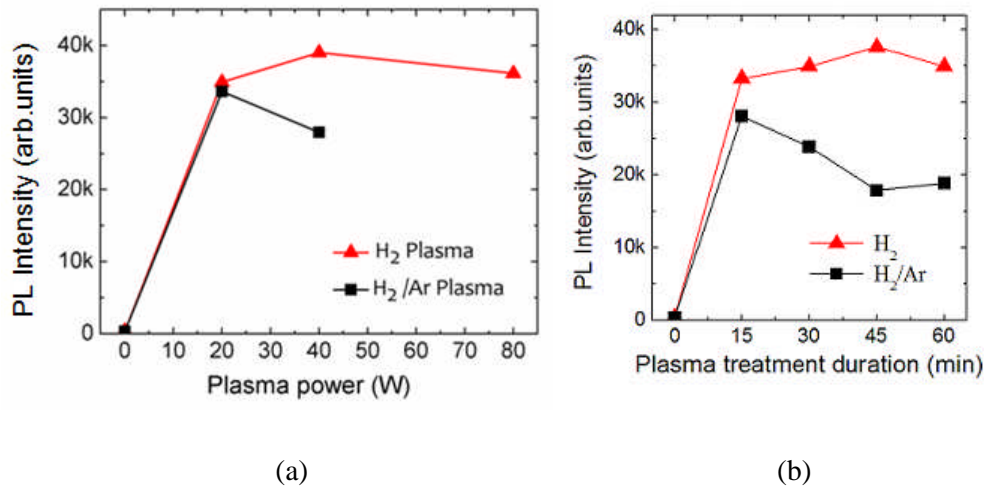 PL Intensity (arb.units)
40k
30k
20k
10k
0
H2 Plasma
H2 /Ar Plasma
0 10 20 30 40 50 60 70 80
Plasma power (W)
(a)
PL Intensity (arb.units)
40k
30k
20k
10k
0
H2
H2/Ar
0 15 30 45 60
Plasma treatment duration (min)
(b)